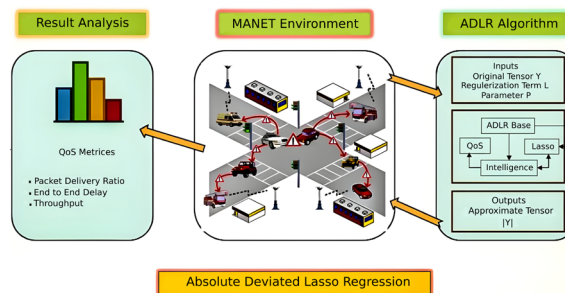 Result Analysis
MANET Environment
ADLR Algorithm
QoS Metrices
Packet Delivery Ratio
End to End Delay
Throughput
Inputs
Original Tensor Y
Regulerization Term L
Parameter P
ADLR Base
QoS
Lasso
Intelligence
Outputs
Approximate Tensor
|Y|
Absolute Deviated Lasso Regression